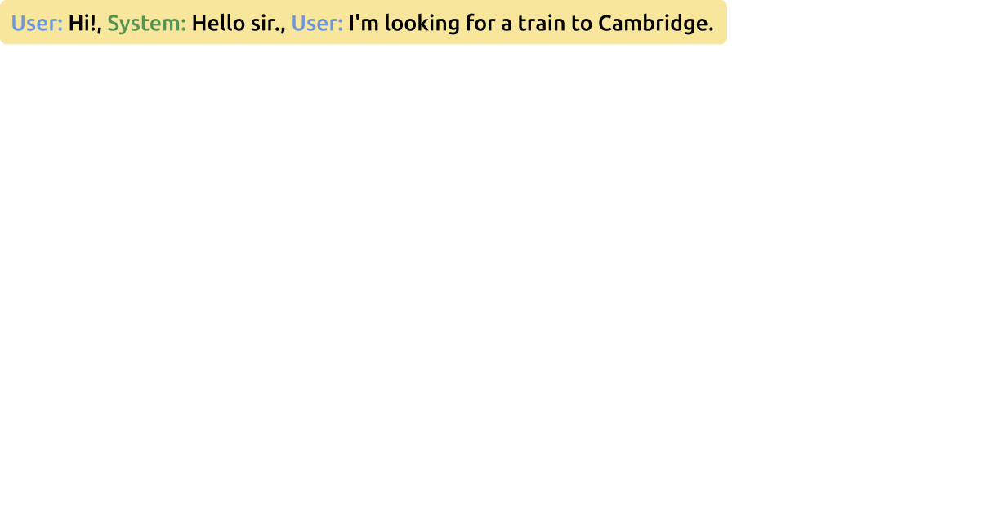 User: Hi!, System: Hello sir., User: I'm looking for a train to Cambridge.